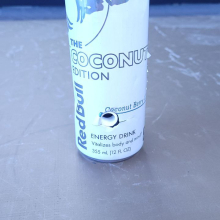 THE
COCONUT
EDITION
Red Bull
Coconut Berry
ENERGY DRINK
Vitalizes body and mind.
355 mL (12 FL OZ)